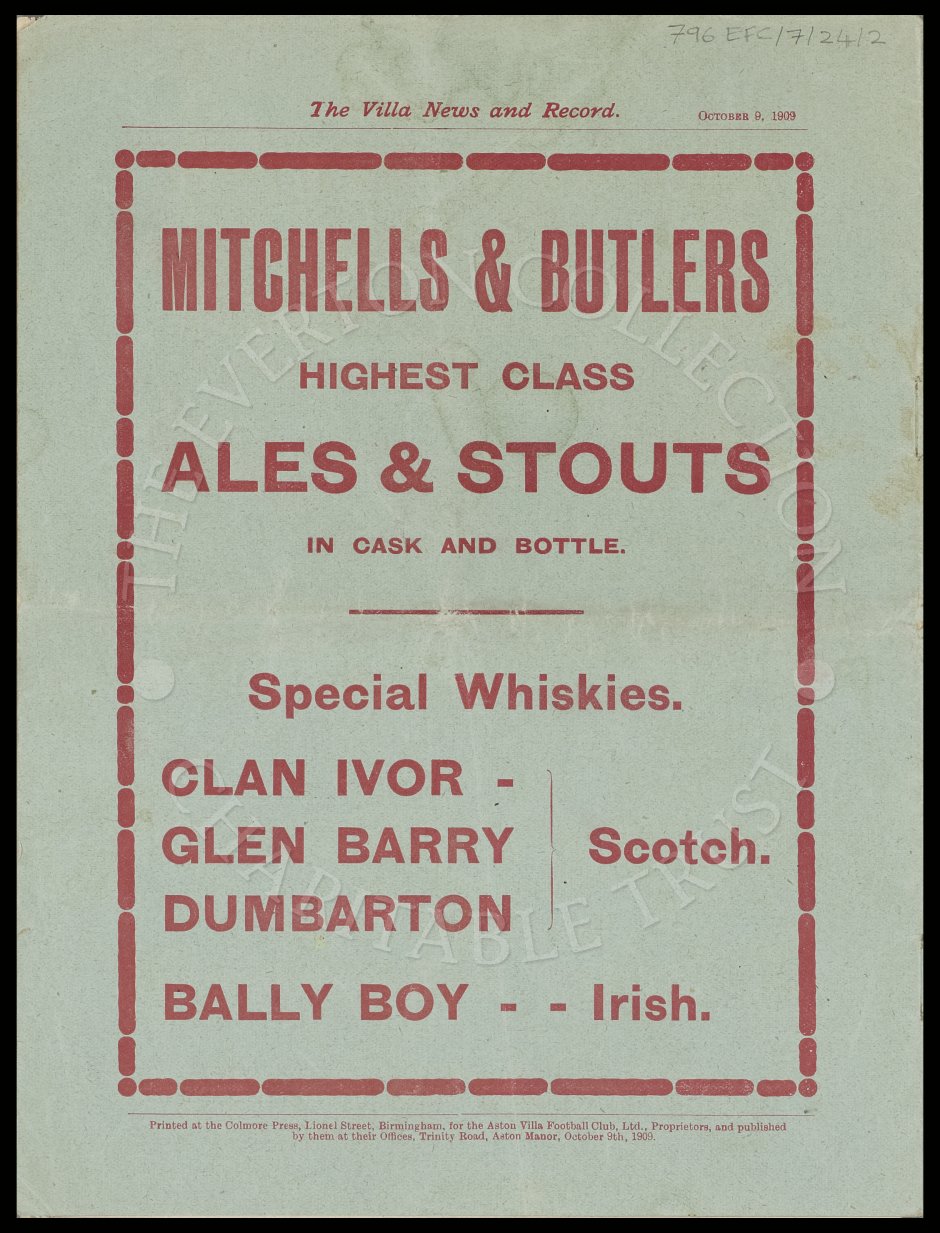 796 EFC/7/24/2
The Villa News and Record. OCTOBER 9, 1909
MITCHELLS & BUTLERS
HIGHEST CLASS
ALES & STOUTS
IN CASK AND BOTTLE.
Special Whiskies.
CLAN IVOR -
GLEN BARRY Scotch.
DUMBARTON
BALLY BOY - - Irish.
Printed at the Colmore Press, Lionel Street, Birmingham, for the Aston Villa Football Club, Ltd., Proprietors, and published
by them at their Offices, Trinity Road, Aston Manor, October 9th, 1909.
THE EVERTON COLLECTION
CHARITABLE TRUST